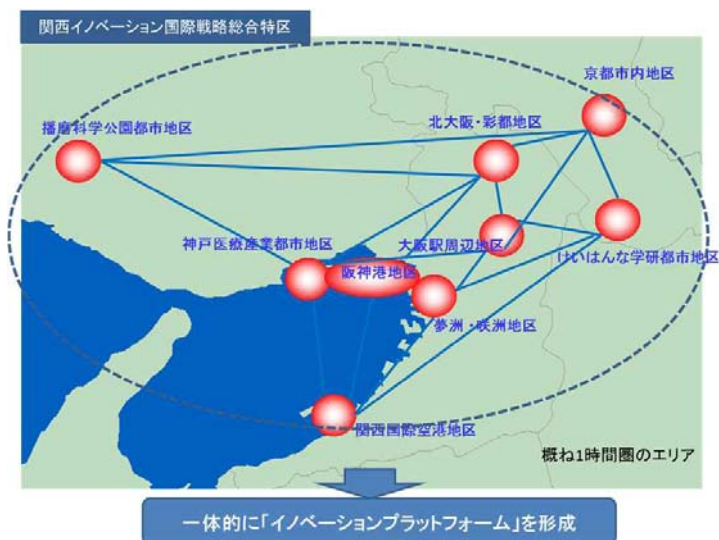 関西イノベーション国際戦略総合特区
京都市内地区
播磨科学公園都市地区
北大阪・彩都地区
神戸医療産業都市地区
大阪駅周辺地区
けいはんな学研都市地区
阪神港地区
夢洲・咲洲地区
関西国際空港地区
概ね1時間圏のエリア
一体的に「イノベーションプラットフォーム」を形成